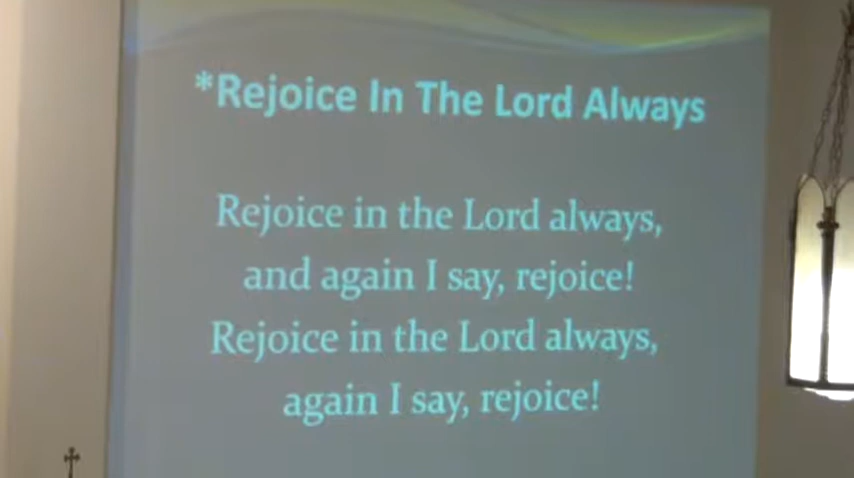 *Rejoice In The Lord Always
Rejoice in the Lord always,
and again I say, rejoice!
Rejoice in the Lord always,
again I say, rejoice!